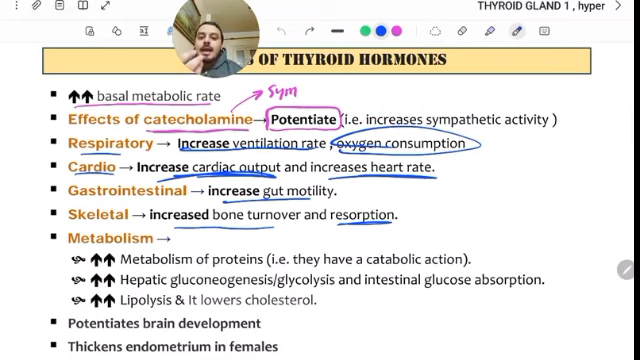 THYROID GLAND 1 , hyper
OF THYROID HORMONES
Sym
▪ ↑↑ basal metabolic rate
▪ Effects of catecholamine → Potentiate (i.e. increases sympathetic activity )
▪ Respiratory → Increase ventilation rate , oxygen consumption
▪ Cardio → Increase cardiac output and increases heart rate.
▪ Gastrointestinal → increase gut motility.
▪ Skeletal → increased bone turnover and resorption.
▪ Metabolism →
↑↑ Metabolism of proteins (i.e. they have a catabolic action).
↑↑ Hepatic gluconeogenesis/glycolysis and intestinal glucose absorption.
↑↑ Lipolysis & It lowers cholesterol.
▪ Potentiates brain development
▪ Thickens endometrium in females